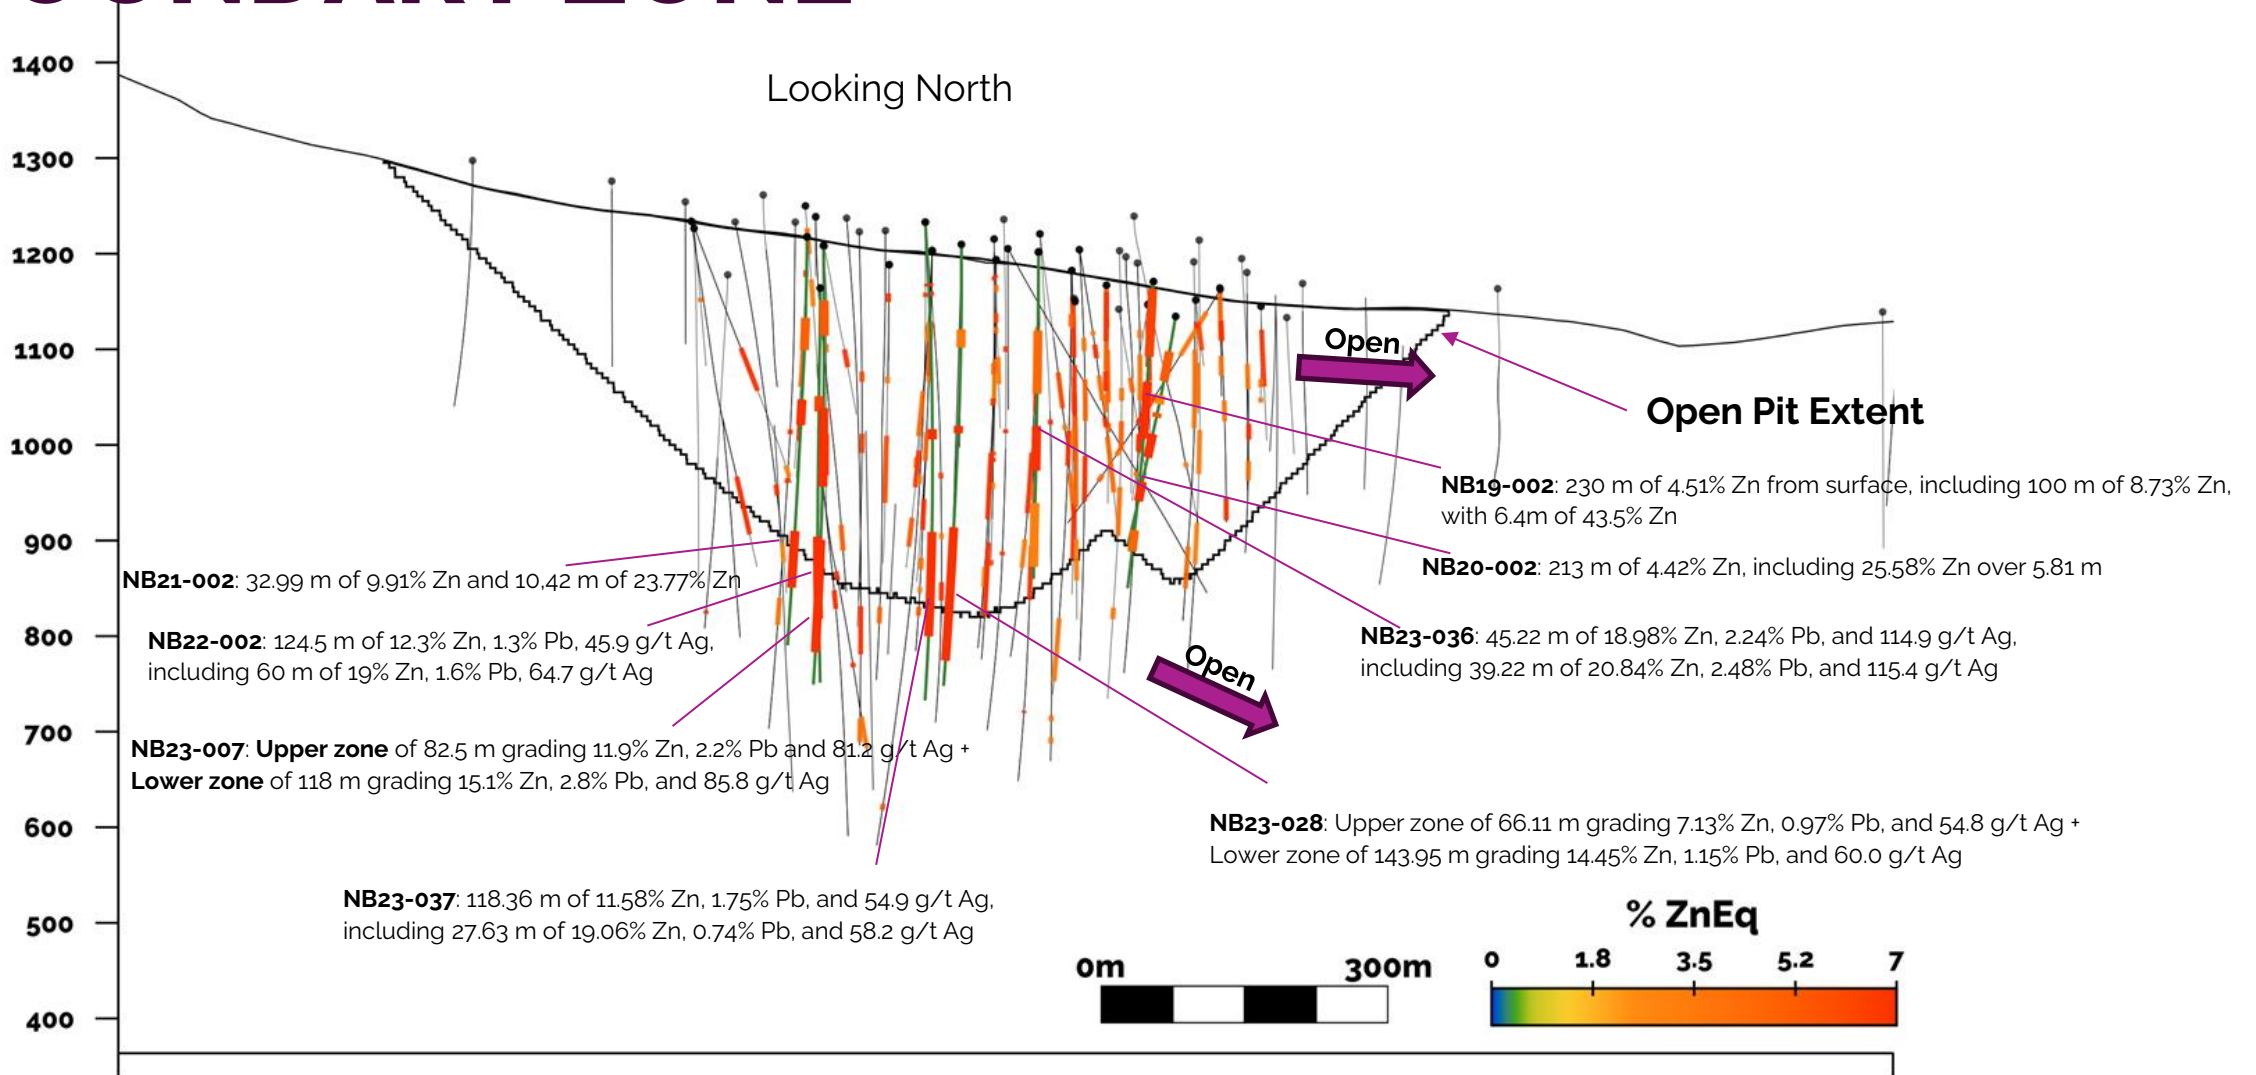 Looking North
1400
1300
1200
1100
1000
900
800
700
600
500
400
Open
Open Pit Extent
NB19-002: 230 m of 4.51% Zn from surface, including 100 m of 8.73% Zn,
with 6.4m of 43.5% Zn
NB20-002: 213 m of 4.42% Zn, including 25.58% Zn over 5.81 m
NB21-002: 32.99 m of 9.91% Zn and 10,42 m of 23.77% Zn
NB22-002: 124.5 m of 12.3% Zn, 1.3% Pb, 45.9 g/t Ag,
including 60 m of 19% Zn, 1.6% Pb, 64.7 g/t Ag
NB23-036: 45.22 m of 18.98% Zn, 2.24% Pb, and 114.9 g/t Ag,
including 39.22 m of 20.84% Zn, 2.48% Pb, and 115.4 g/t Ag
Open
NB23-007: Upper zone of 82.5 m grading 11.9% Zn, 2.2% Pb and 81.2 g/t Ag +
Lower zone of 118 m grading 15.1% Zn, 2.8% Pb, and 85.8 g/t Ag
NB23-028: Upper zone of 66.11 m grading 7.13% Zn, 0.97% Pb, and 54.8 g/t Ag +
Lower zone of 143.95 m grading 14.45% Zn, 1.15% Pb, and 60.0 g/t Ag
NB23-037: 118.36 m of 11.58% Zn, 1.75% Pb, and 54.9 g/t Ag,
including 27.63 m of 19.06% Zn, 0.74% Pb, and 58.2 g/t Ag
% ZnEq
0m 300m
0 1.8 3.5 5.2 7